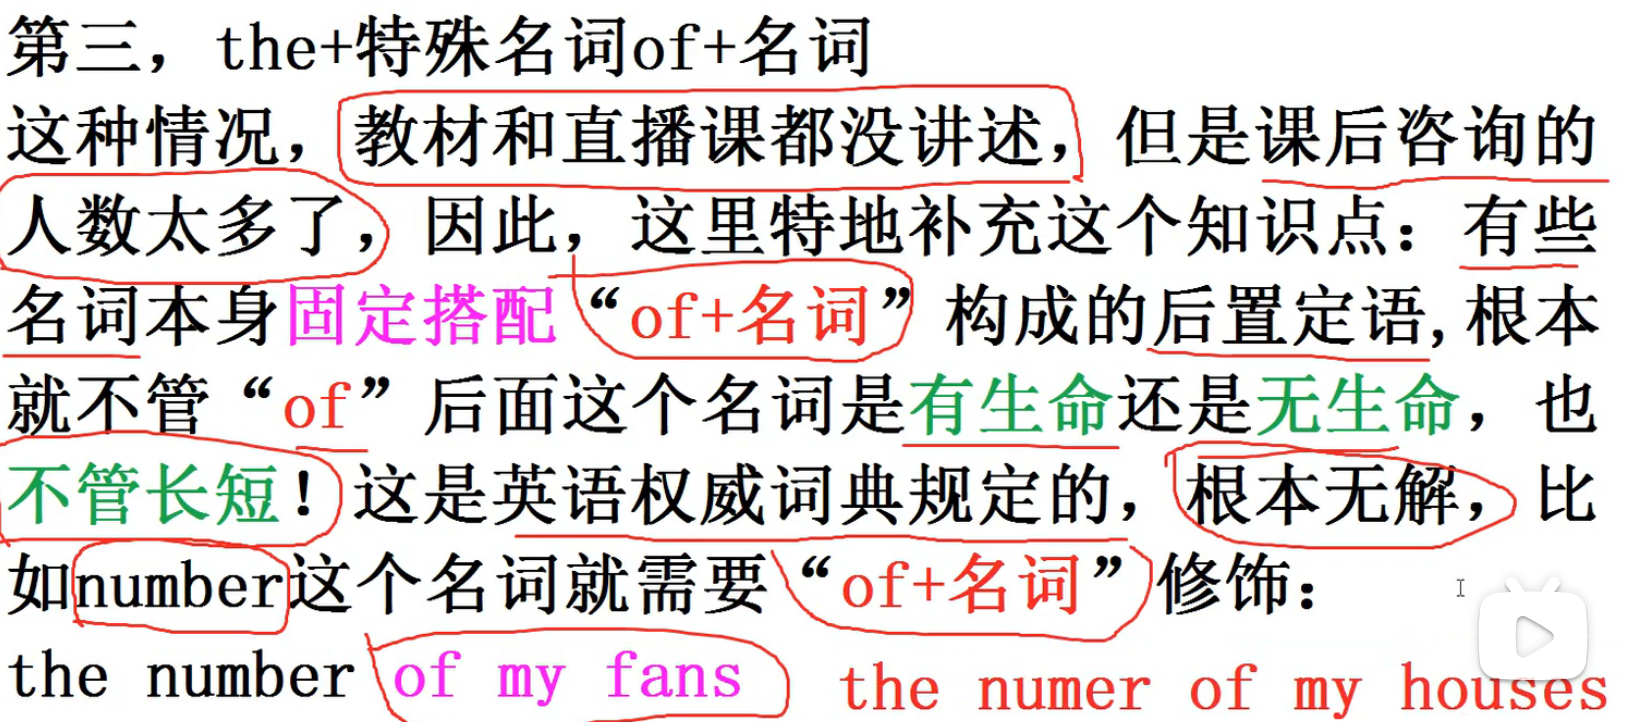 第三，the+特殊名词of+名词
这种情况，教材和直播课都没讲述，但是课后咨询的
人数太多了，因此，这里特地补充这个知识点：有些
名词本身固定搭配“of+名词”构成的后置定语,根本
就不管“of”后面这个名词是有生命还是无生命，也
不管长短！这是英语权威词典规定的，根本无解，比
如number这个名词就需要“of+名词”修饰：
the number of my fans the numer of my houses